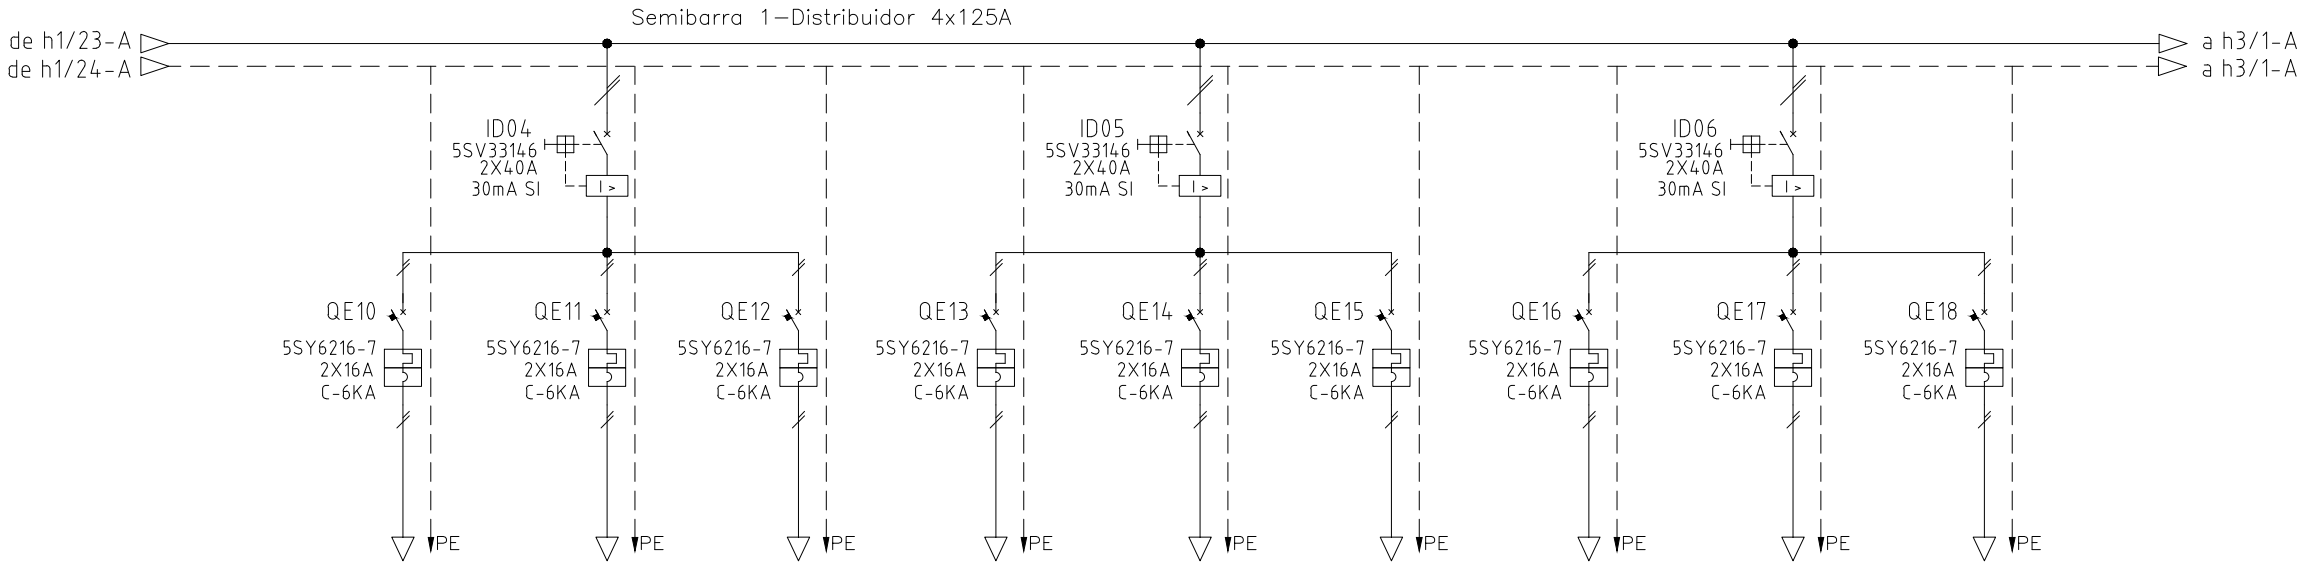 Semibarra 1-Distribuidor 4x125A
de h1/23-A
a h3/1-A
de h1/24-A
a h3/1-A
ID04
5SV33146
2X40A
30mA SI
I >
ID05
5SV33146
2X40A
30mA SI
I >
ID06
5SV33146
2X40A
30mA SI
I >
QE10
5SY6216-7
2X16A
C-6KA
QE11
5SY6216-7
2X16A
C-6KA
QE12
5SY6216-7
2X16A
C-6KA
QE13
5SY6216-7
2X16A
C-6KA
QE14
5SY6216-7
2X16A
C-6KA
QE15
5SY6216-7
2X16A
C-6KA
QE16
5SY6216-7
2X16A
C-6KA
QE17
5SY6216-7
2X16A
C-6KA
QE18
5SY6216-7
2X16A
C-6KA
PE
PE
PE
PE
PE
PE
PE
PE
PE